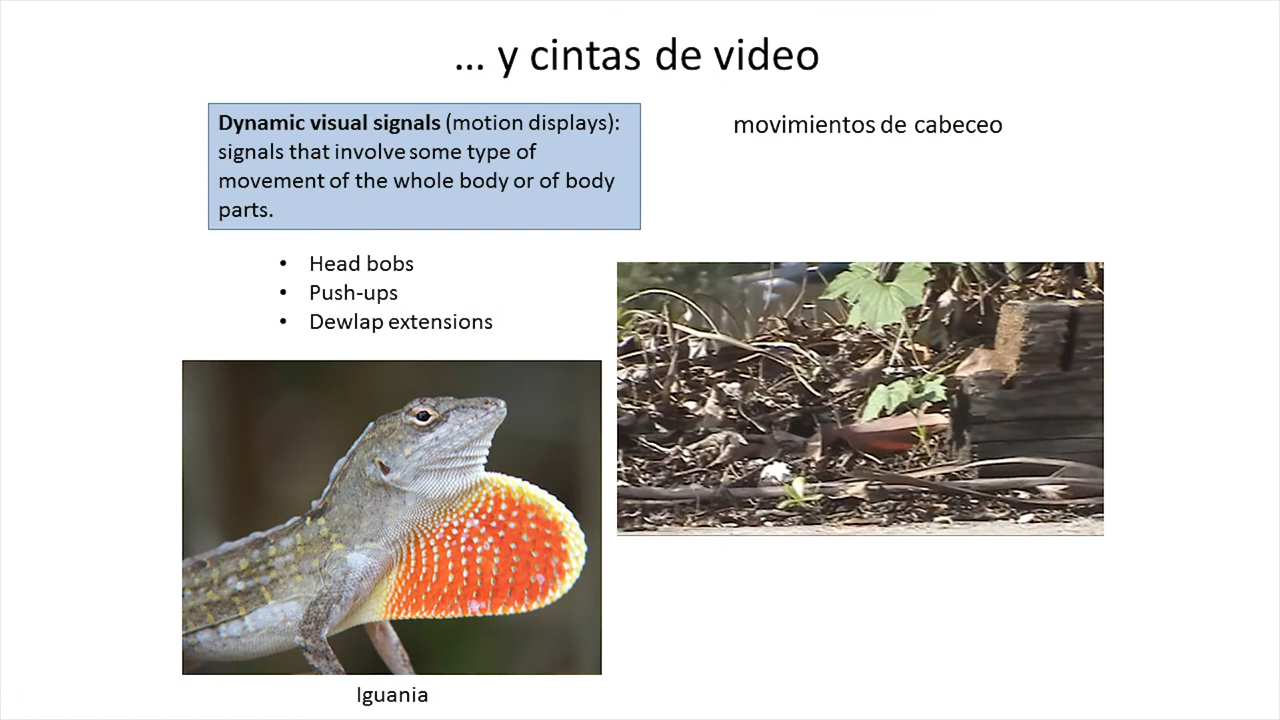 ... y cintas de video
Dynamic visual signals (motion displays):
signals that involve some type of
movement of the whole body or of body
parts.
• Head bobs
• Push-ups
• Dewlap extensions
Iguania
movimientos de cabeceo